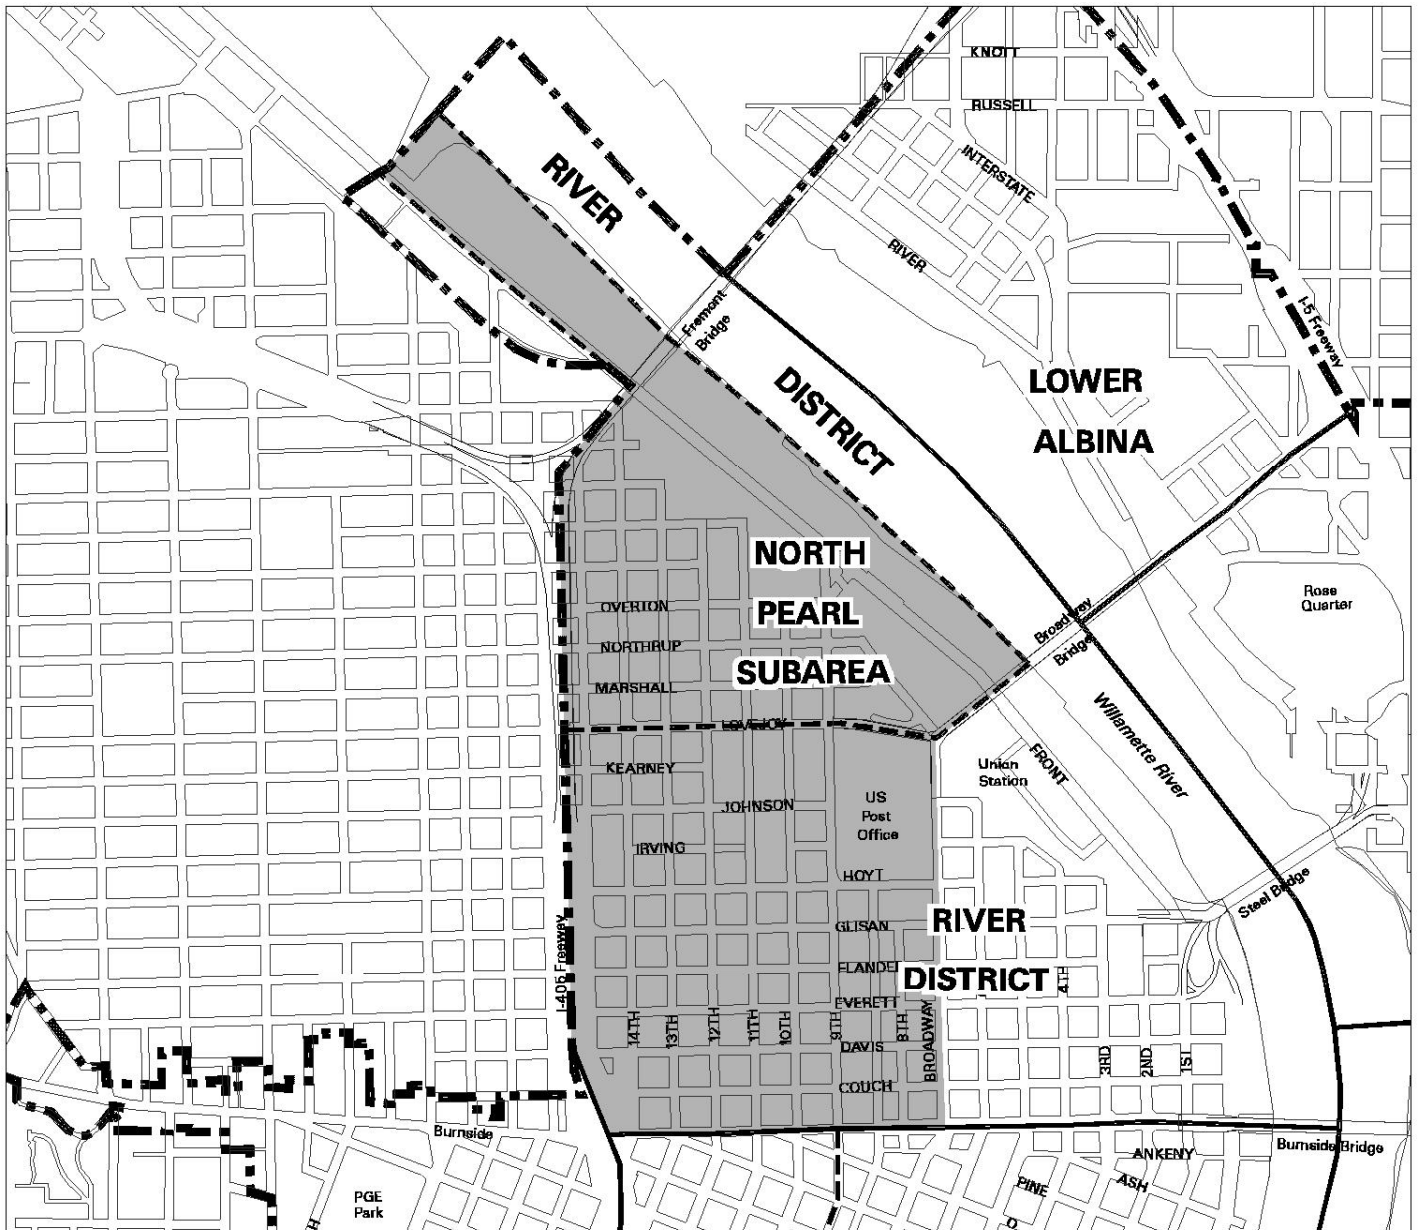 KNOTT
RUSSELL
INTERSTATE
RIVER
RIVER
I-5 Freeway
Fremont
Bridge
DISTRICT
LOWER
ALBINA
NORTH
PEARL
SUBAREA
OVERTON
NORTHRUP
MARSHALL
LOVEJOY
Broadway
Bridge
Rose
Quarter
Willamette River
KEARNEY
JOHNSON
IRVING
US
Post
Office
Union
Station
FRONT
HOYT
Steel Bridge
GLISAN
RIVER
DISTRICT
I-405 Freeway
EVERETT
4TH
14TH
13TH
12TH
11TH
10TH
9TH
8TH
BROADWAY
DAVIS
3RD
2ND
1ST
COUCH
Burnside
Burnside Bridge
ANKENY
ASH
PINE
PGE
Park